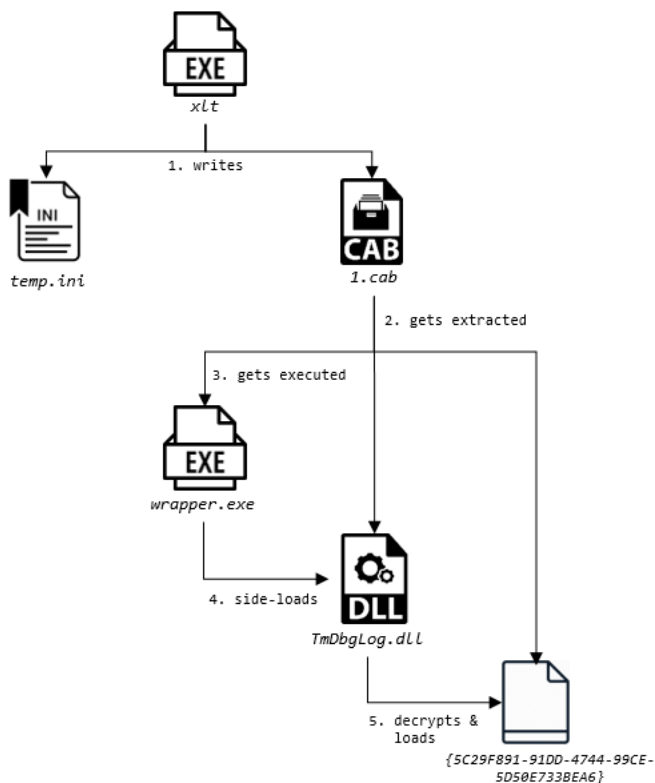 EXE
xlt
1. writes
INI
temp.ini
CAB
1.cab
2. gets extracted
3. gets executed
EXE
wrapper.exe
4. side-loads
DLL
TmDbgLog.dll
5. decrypts &
loads
{5C29F891-91DD-4744-99CE-
5D50E733BEA6}